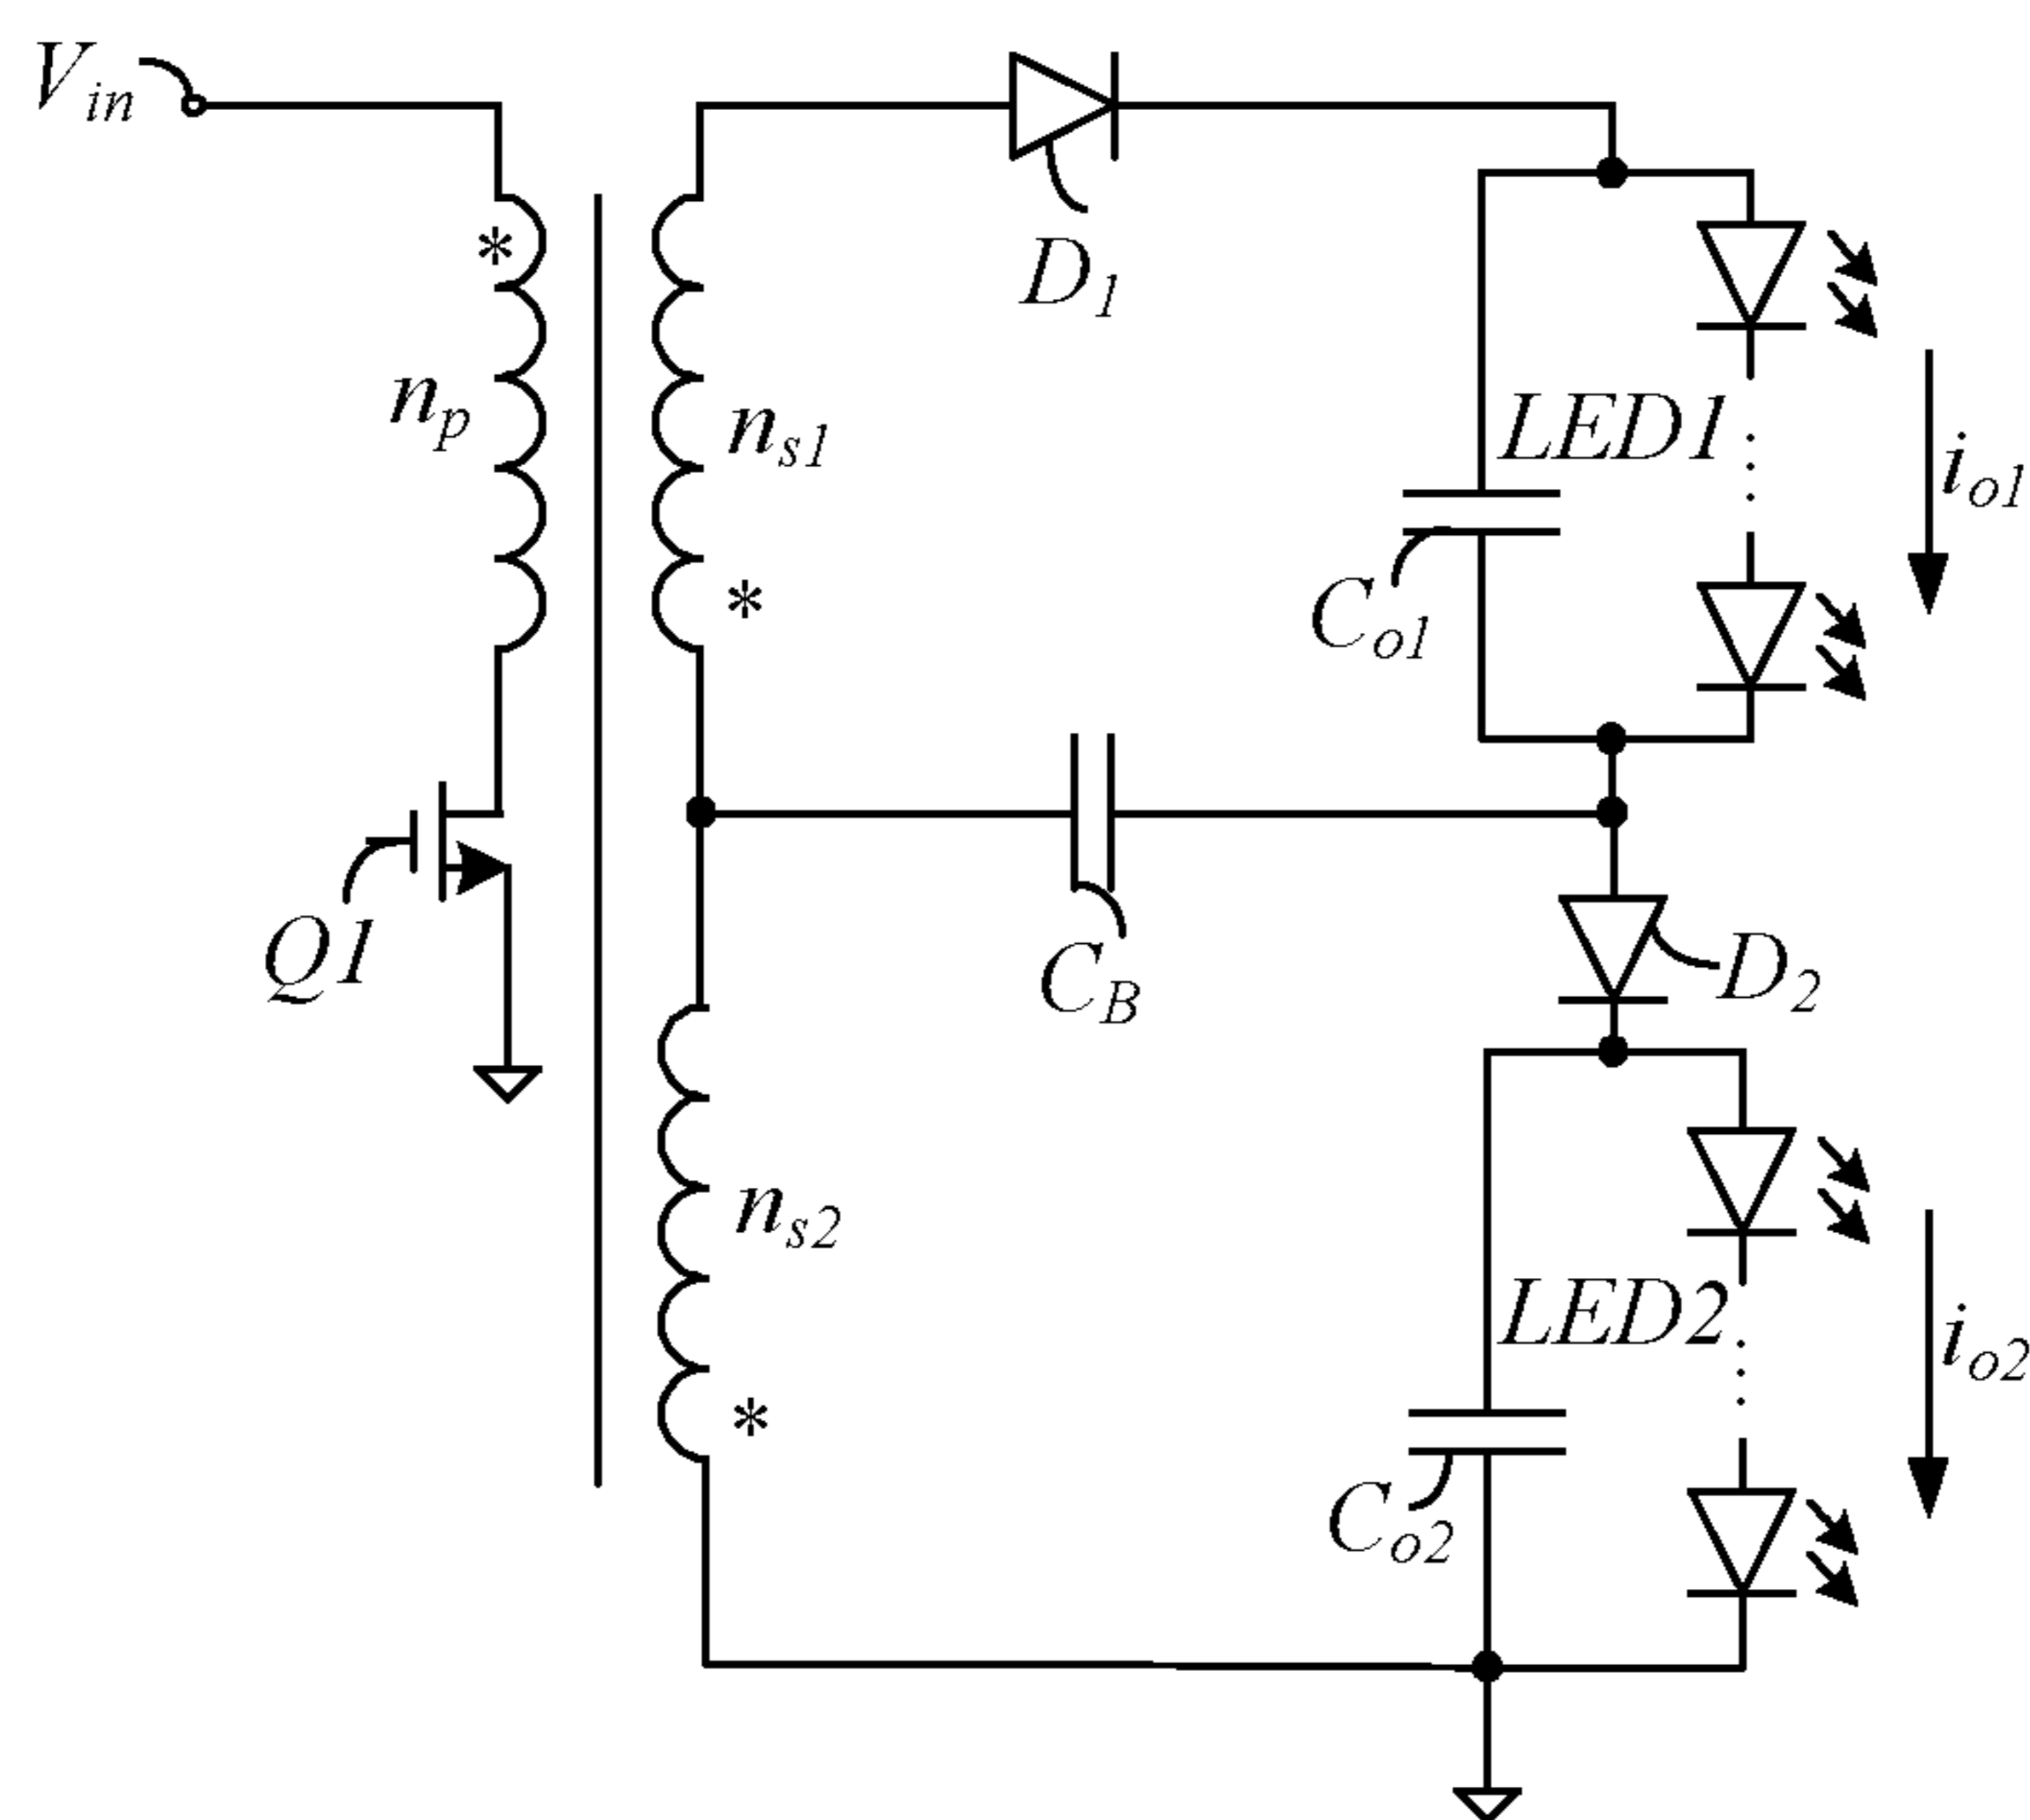 V_in
*
n_p
n_s1
*
D_1
LED1
i_o1
C_o1
Q1
C_B
D_2
n_s2
*
LED2
i_o2
C_o2